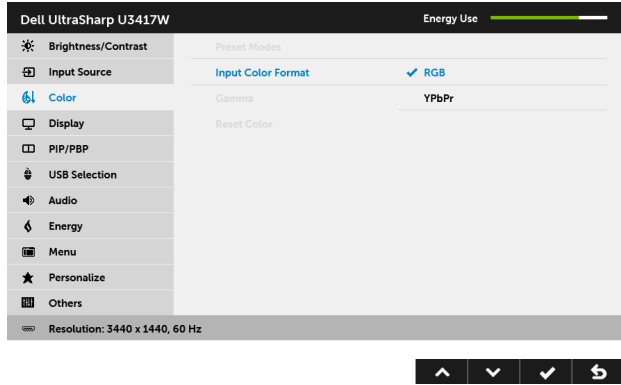 Dell UltraSharp U3417W Energy Use
Brightness/Contrast Preset Modes
Input Source Input Color Format RGB
Color Gamma YPbPr
Display Reset Color
PIP/PBP
USB Selection
Audio
Energy
Menu
Personalize
Others
Resolution: 3440 x 1440, 60 Hz